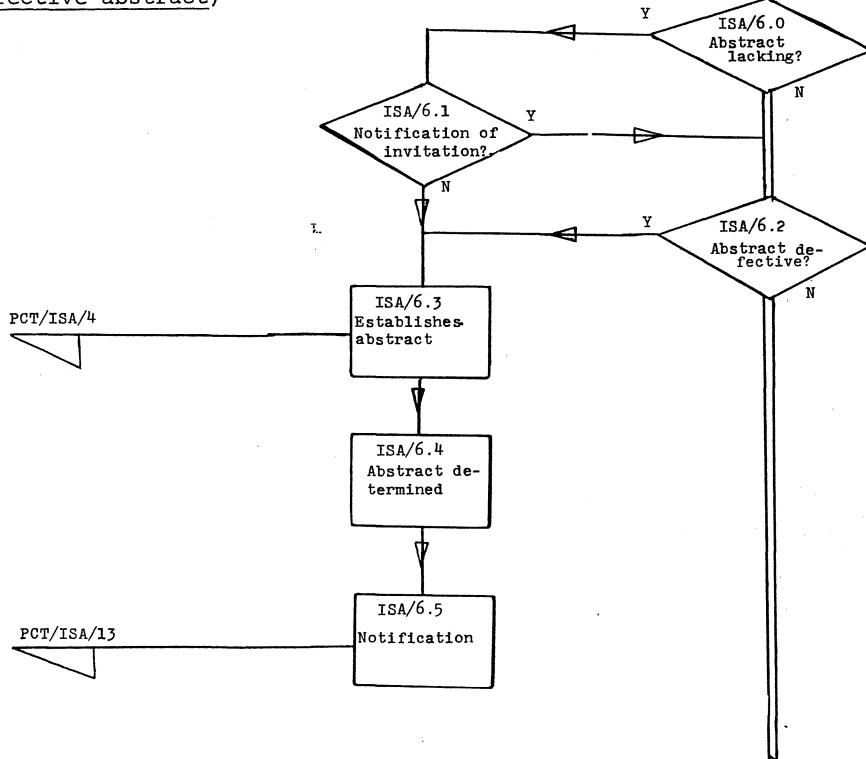 fective abstract)
Y
ISA/6.0
Abstract
lacking?
N
ISA/6.1
Notification of
invitation?
Y
N
Y
ISA/6.2
Abstract de-
fective?
N
PCT/ISA/4
ISA/6.3
Establishes
abstract
ISA/6.4
Abstract de-
termined
PCT/ISA/13
ISA/6.5
Notification